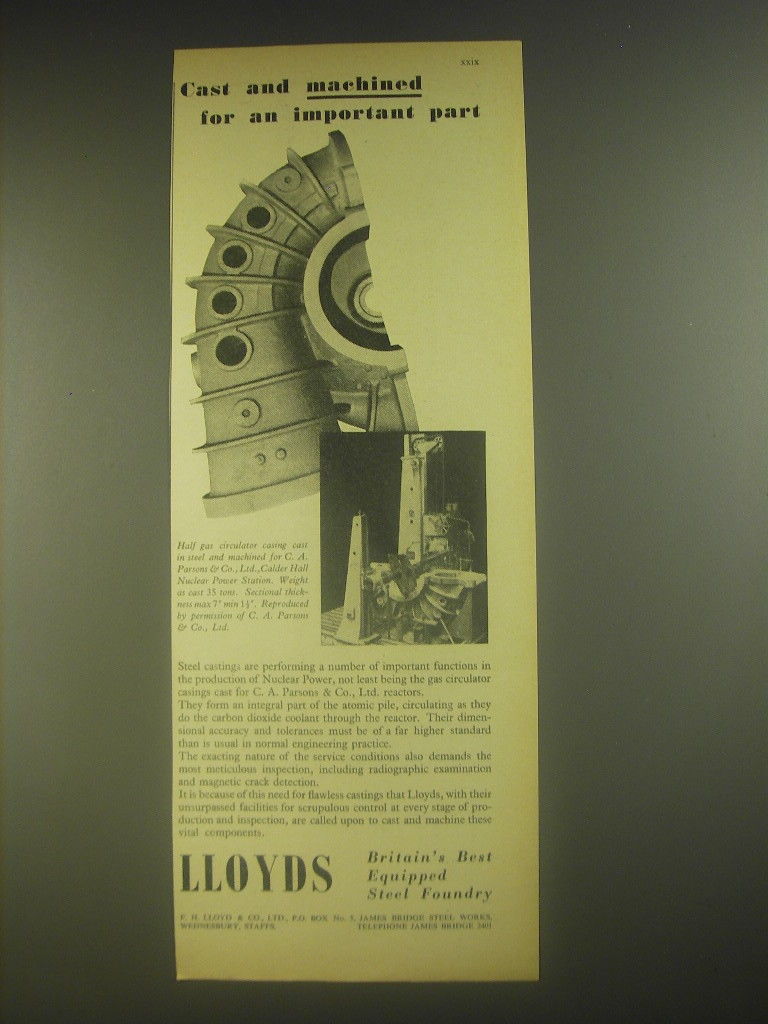 XXIX
Cast and machined
for an important part
Half gas circulator casing cast
in steel and machined for C. A.
Parsons & Co., Ltd., Calder Hall
Nuclear Power Station. Weight
as cast 35 tons. Sectional thick-
ness max 7" min 1½". Reproduced
by permission of C. A. Parsons
& Co., Ltd.
Steel castings are performing a number of important functions in
the production of Nuclear Power, not least being the gas circulator
casings cast for C. A. Parsons & Co., Ltd. reactors.
They form an integral part of the atomic pile, circulating as they
do the carbon dioxide coolant through the reactor. Their dimen-
sional accuracy and tolerances must be of a far higher standard
than is usual in normal engineering practice.
The exacting nature of the service conditions also demands the
most meticulous inspection, including radiographic examination
and magnetic crack detection.
It is because of this need for flawless castings that Lloyds, with their
unsurpassed facilities for scrupulous control at every stage of pro-
duction and inspection, are called upon to cast and machine these
vital components.
LLOYDS
Britain's Best
Equipped
Steel Foundry
F. H. LLOYD & CO., LTD., P.O. BOX No. 5, JAMES BRIDGE STEEL WORKS,
WEDNESBURY, STAFFS. TELEPHONE JAMES BRIDGE 2401